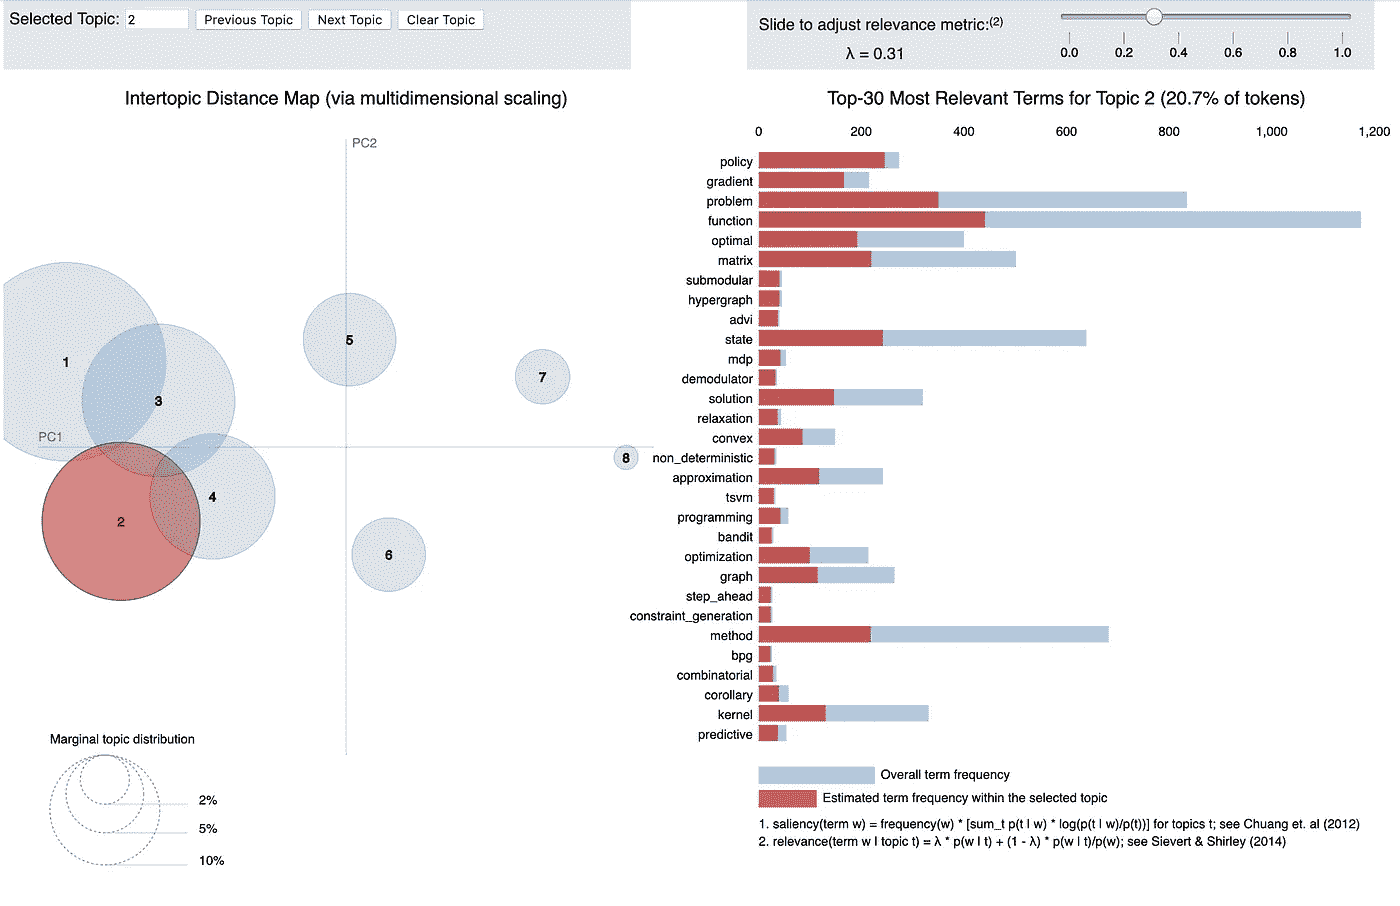 Selected Topic: 2 Previous Topic Next Topic Clear Topic
Slide to adjust relevance metric:(2)
λ = 0.31
0.0 0.2 0.4 0.6 0.8 1.0
Intertopic Distance Map (via multidimensional scaling)
PC2
PC1
1
2
3
4
5
6
7
8
Marginal topic distribution
2%
5%
10%
Top-30 Most Relevant Terms for Topic 2 (20.7% of tokens)
0 200 400 600 800 1,000 1,200
policy
gradient
problem
function
optimal
matrix
submodular
hypergraph
advi
state
mdp
demodulator
solution
relaxation
convex
non_deterministic
approximation
tsvm
programming
bandit
optimization
graph
step_ahead
constraint_generation
method
bpg
combinatorial
corollary
kernel
predictive
Overall term frequency
Estimated term frequency within the selected topic
1. saliency(term w) = frequency(w) * [sum_t p(t | w) * log(p(t | w)/p(t))] for topics t; see Chuang et. al (2012)
2. relevance(term w | topic t) = λ * p(w | t) + (1 - λ) * p(w | t)/p(w); see Sievert & Shirley (2014)